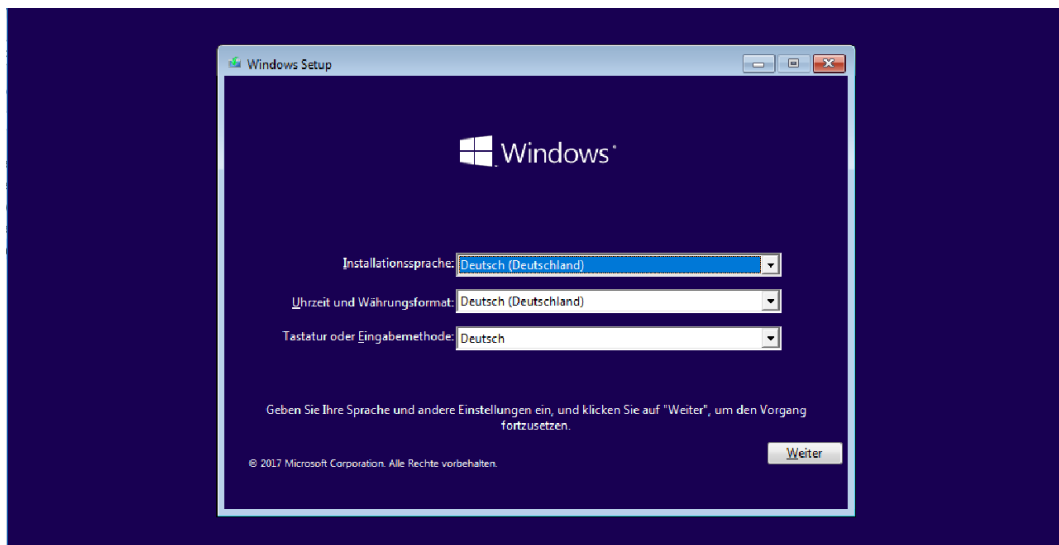 Windows Setup
Windows
Installationssprache: Deutsch (Deutschland)
Uhrzeit und Währungsformat: Deutsch (Deutschland)
Tastatur oder Eingabemethode: Deutsch
Geben Sie Ihre Sprache und andere Einstellungen ein, und klicken Sie auf "Weiter", um den Vorgang
fortzusetzen.
Weiter
© 2017 Microsoft Corporation. Alle Rechte vorbehalten.